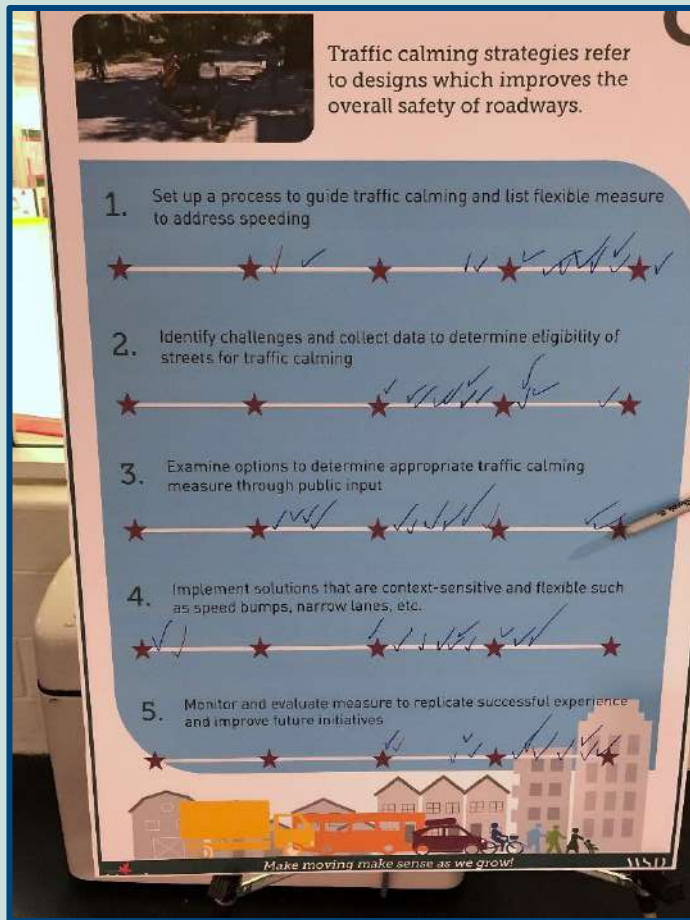 Traffic calming strategies refer
to designs which improves the
overall safety of roadways.
1. Set up a process to guide traffic calming and list flexible measure
to address speeding
2. Identify challenges and collect data to determine eligibility of
streets for traffic calming
3. Examine options to determine appropriate traffic calming
measure through public input
4. Implement solutions that are context-sensitive and flexible such
as speed bumps, narrow lanes, etc.
5. Monitor and evaluate measure to replicate successful experience
and improve future initiatives
Make moving make sense as we grow!